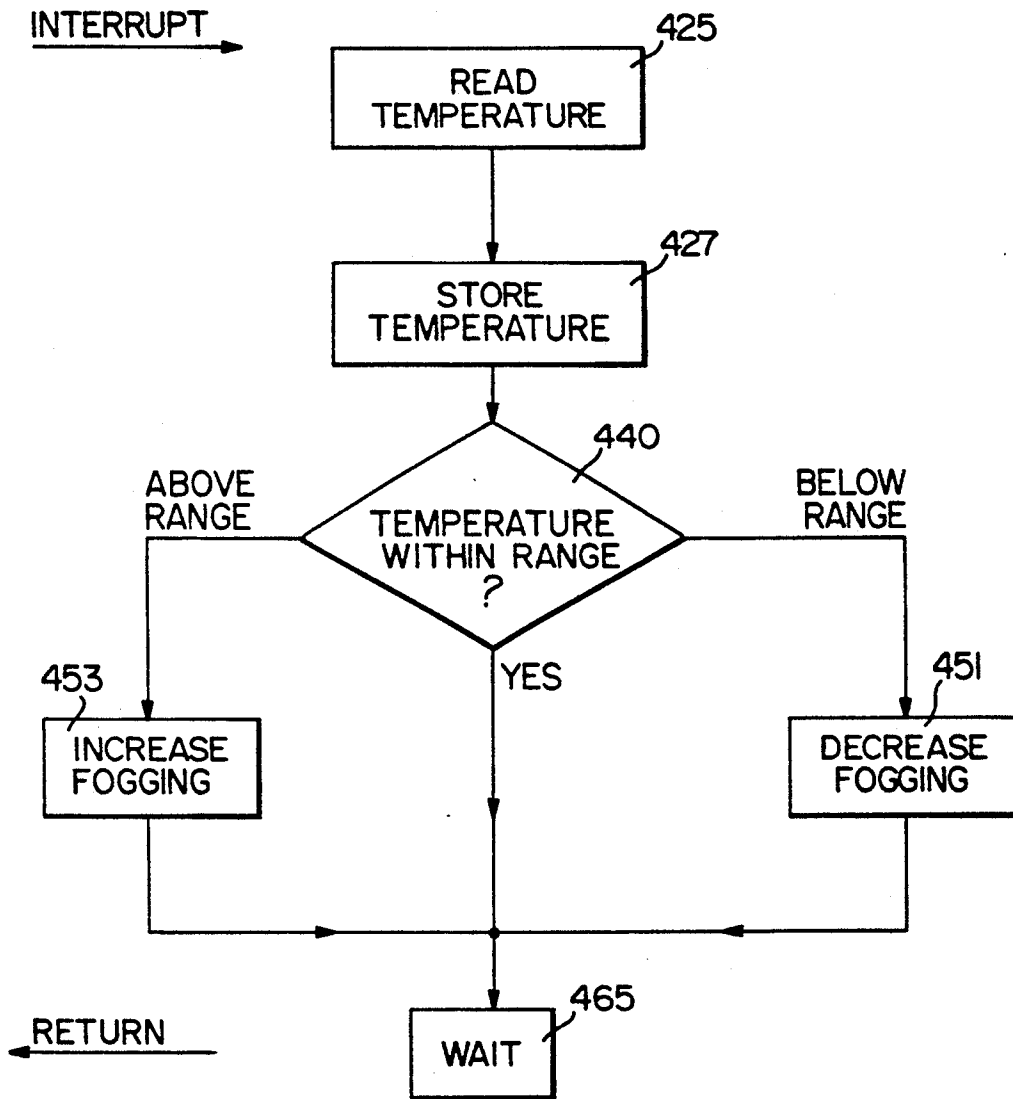 INTERRUPT
425
READ
TEMPERATURE
427
STORE
TEMPERATURE
440
ABOVE
RANGE
BELOW
RANGE
TEMPERATURE
WITHIN RANGE
?
YES
453
INCREASE
FOGGING
451
DECREASE
FOGGING
465
WAIT
RETURN